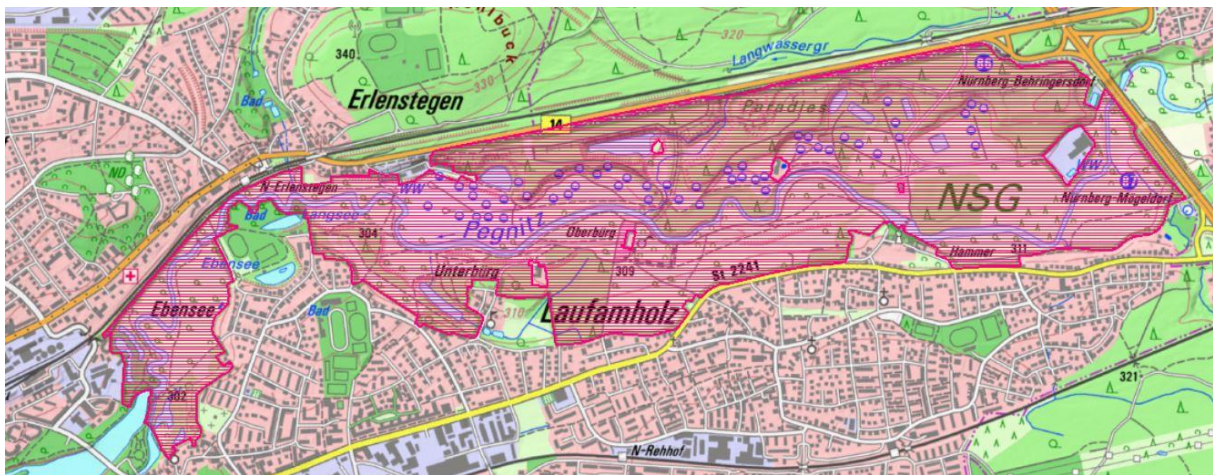 320
340
330
Langwassergr
Bad
Erlenstegen
14
Nürnberg-Behringersdorf
Paradies
ND
N-Erlenstegen
WW
WW
NSG
Nürnberg-Mögeldorf
Bad
Langsee
304
Pegnitz
Oberbürg
Hammer
311
Ebensee
Unterbürg
309
St 2241
Ebensee
Bad
310
Laufamholz
302
321
N-Rehhof